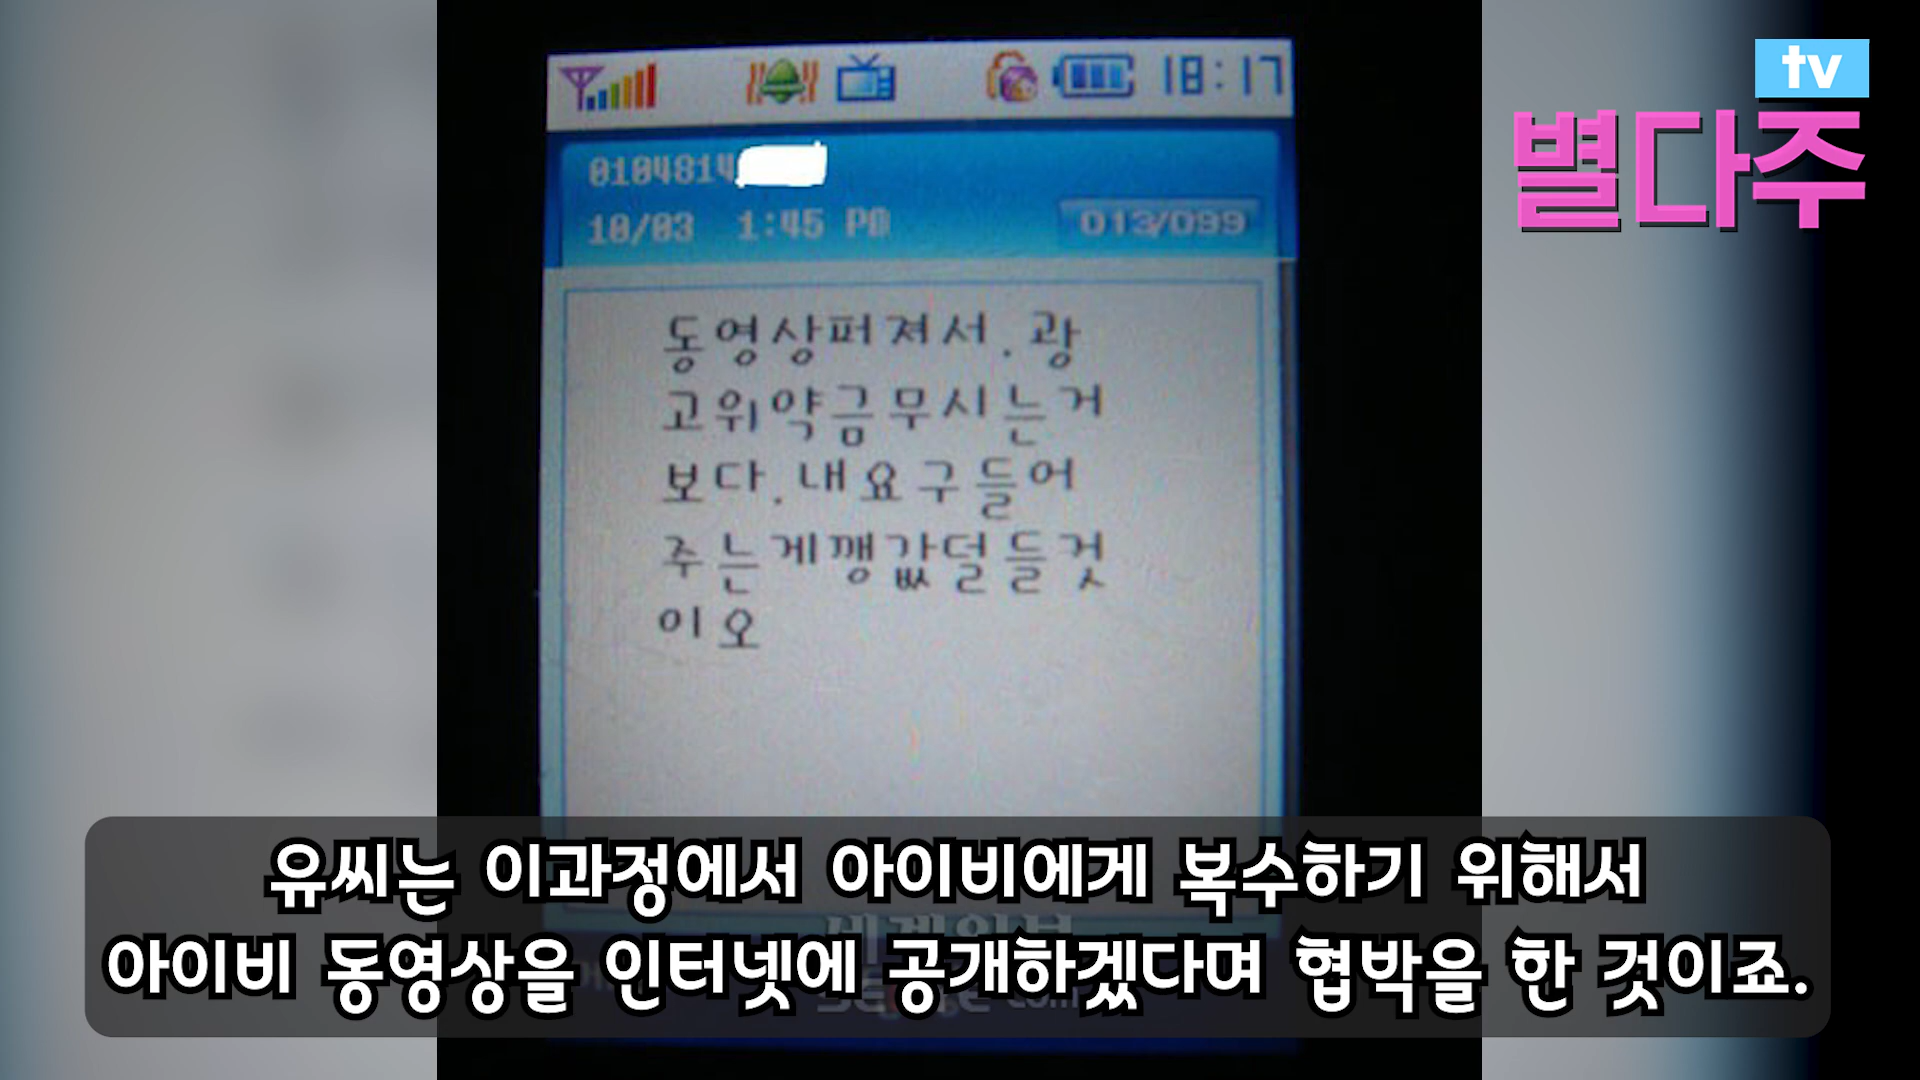 tv
별다주
18:17
0104814
10/03 1:45 PM
013/099
동영상퍼져서.광
고위약금무시는거
보다.내요구들어
주는게깽값덜들것
이오
유씨는 이과정에서 아이비에게 복수하기 위해서
아이비 동영상을 인터넷에 공개하겠다며 협박을 한 것이죠.